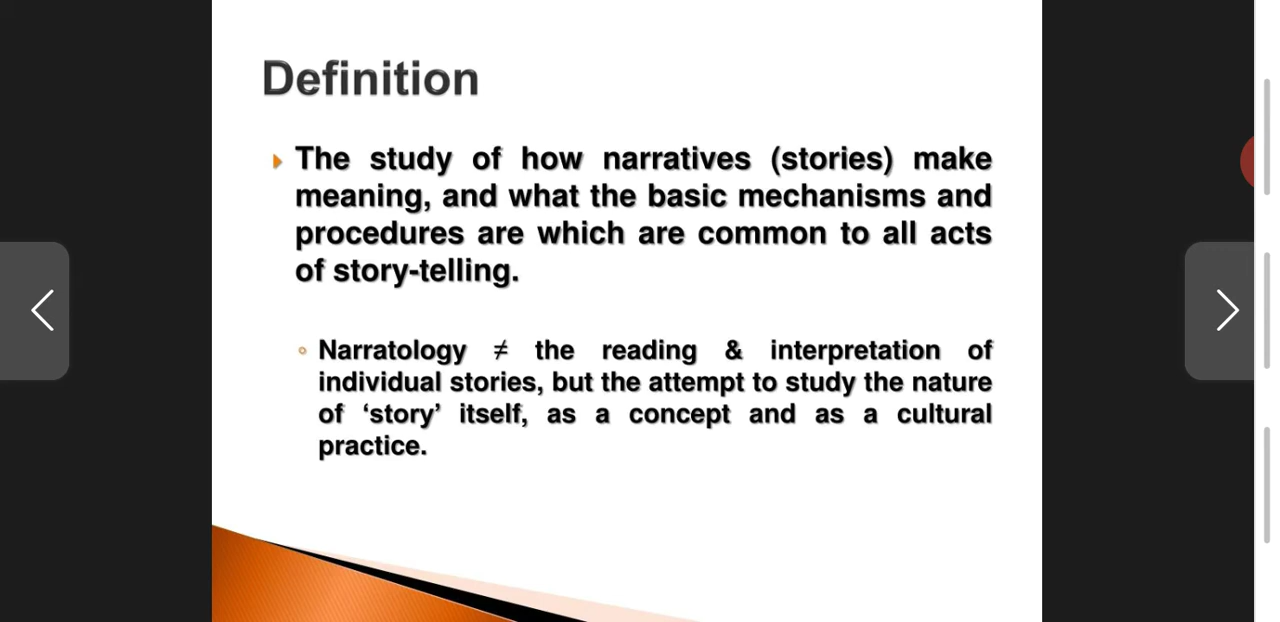 Definition
The study of how narratives (stories) make
meaning, and what the basic mechanisms and
procedures are which are common to all acts
of story-telling.
Narratology ≠ the reading & interpretation of
individual stories, but the attempt to study the nature
of ‘story’ itself, as a concept and as a cultural
practice.